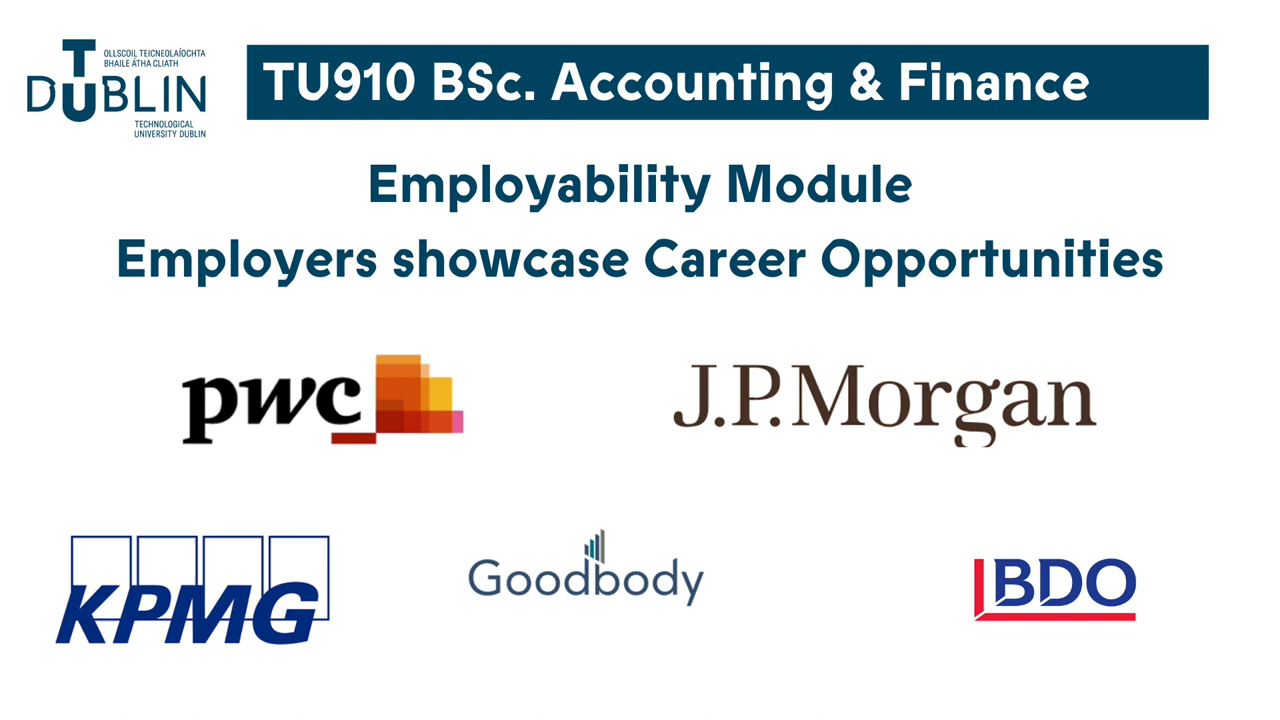 OLLSCOIL TEICNEOLAÍOCHTA
BHAILE ÁTHA CLIATH
TU DUBLIN
TECHNOLOGICAL
UNIVERSITY DUBLIN
TU910 BSc. Accounting & Finance
Employability Module
Employers showcase Career Opportunities
pwc
J.P.Morgan
KPMG
Goodbody
BDO